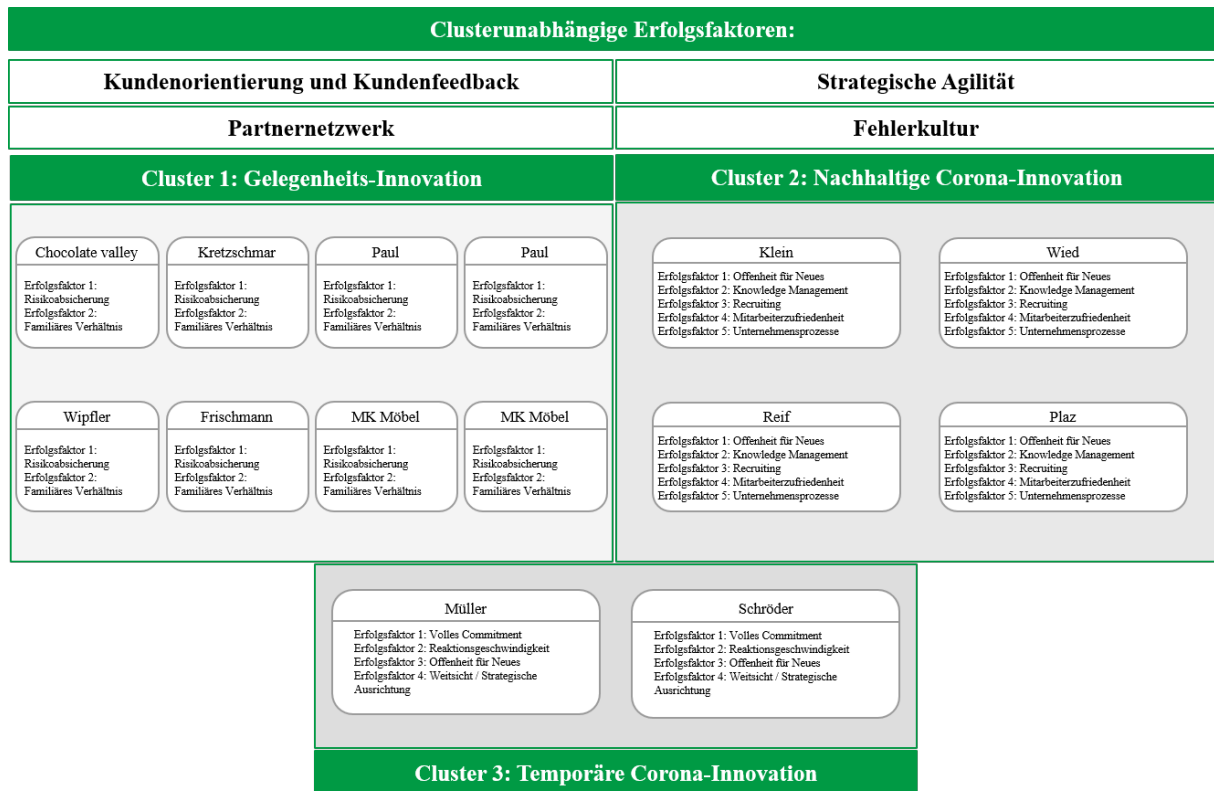 Clusterunabhängige Erfolgsfaktoren:
Kundenorientierung und Kundenfeedback
Strategische Agilität
Partnernetzwerk
Fehlerkultur
Cluster 1: Gelegenheits-Innovation
Chocolate valley
Erfolgsfaktor 1:
Risikoabsicherung
Erfolgsfaktor 2:
Familiäres Verhältnis
Kretzschmar
Erfolgsfaktor 1:
Risikoabsicherung
Erfolgsfaktor 2:
Familiäres Verhältnis
Paul
Erfolgsfaktor 1:
Risikoabsicherung
Erfolgsfaktor 2:
Familiäres Verhältnis
Paul
Erfolgsfaktor 1:
Risikoabsicherung
Erfolgsfaktor 2:
Familiäres Verhältnis
Wipfler
Erfolgsfaktor 1:
Risikoabsicherung
Erfolgsfaktor 2:
Familiäres Verhältnis
Frischmann
Erfolgsfaktor 1:
Risikoabsicherung
Erfolgsfaktor 2:
Familiäres Verhältnis
MK Möbel
Erfolgsfaktor 1:
Risikoabsicherung
Erfolgsfaktor 2:
Familiäres Verhältnis
MK Möbel
Erfolgsfaktor 1:
Risikoabsicherung
Erfolgsfaktor 2:
Familiäres Verhältnis
Cluster 2: Nachhaltige Corona-Innovation
Klein
Erfolgsfaktor 1: Offenheit für Neues
Erfolgsfaktor 2: Knowledge Management
Erfolgsfaktor 3: Recruiting
Erfolgsfaktor 4: Mitarbeiterzufriedenheit
Erfolgsfaktor 5: Unternehmensprozesse
Wied
Erfolgsfaktor 1: Offenheit für Neues
Erfolgsfaktor 2: Knowledge Management
Erfolgsfaktor 3: Recruiting
Erfolgsfaktor 4: Mitarbeiterzufriedenheit
Erfolgsfaktor 5: Unternehmensprozesse
Reif
Erfolgsfaktor 1: Offenheit für Neues
Erfolgsfaktor 2: Knowledge Management
Erfolgsfaktor 3: Recruiting
Erfolgsfaktor 4: Mitarbeiterzufriedenheit
Erfolgsfaktor 5: Unternehmensprozesse
Plaz
Erfolgsfaktor 1: Offenheit für Neues
Erfolgsfaktor 2: Knowledge Management
Erfolgsfaktor 3: Recruiting
Erfolgsfaktor 4: Mitarbeiterzufriedenheit
Erfolgsfaktor 5: Unternehmensprozesse
Müller
Erfolgsfaktor 1: Volles Commitment
Erfolgsfaktor 2: Reaktionsgeschwindigkeit
Erfolgsfaktor 3: Offenheit für Neues
Erfolgsfaktor 4: Weitsicht / Strategische
Ausrichtung
Schröder
Erfolgsfaktor 1: Volles Commitment
Erfolgsfaktor 2: Reaktionsgeschwindigkeit
Erfolgsfaktor 3: Offenheit für Neues
Erfolgsfaktor 4: Weitsicht / Strategische
Ausrichtung
Cluster 3: Temporäre Corona-Innovation